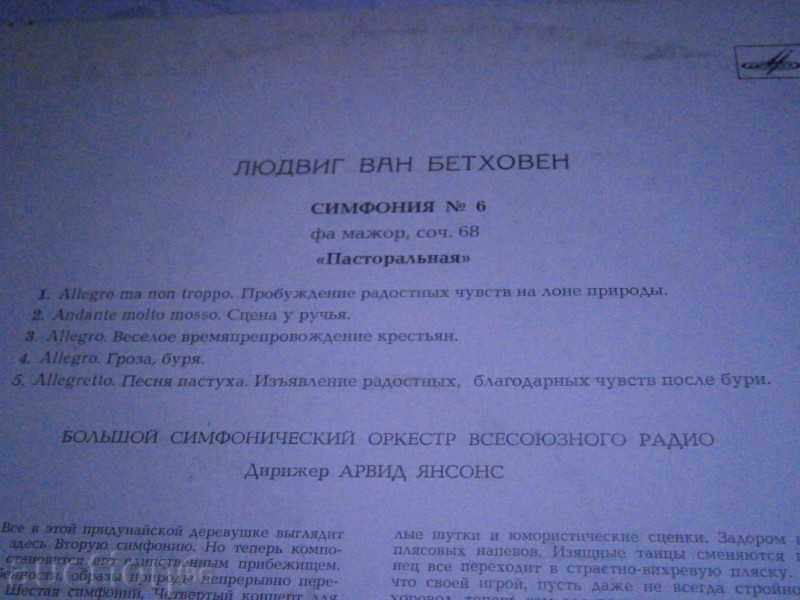 ЛЮДВИГ ВАН БЕТХОВЕН
СИМФОНИЯ № 6
фа мажор, соч. 68
«Пасторальная»
1. Allegro ma non troppo. Пробуждение радостных чувств на лоне природы.
2. Andante molto mosso. Сцена у ручья.
3. Allegro. Веселое времяпрепровождение крестьян.
4. Allegro. Гроза, буря.
5. Allegretto. Песня пастуха. Изъявление радостных, благодарных чувств после бури.
БОЛЬШОЙ СИМФОНИЧЕСКИЙ ОРКЕСТР ВСЕСОЮЗНОГО РАДИО
Дирижер АРВИД ЯНСОНС
Все в этой придунайской деревушке выглядит
здесь Вторую симфонию. Но теперь компо-
становится его единственным прибежищем.
образы природы непрерывно пере-
Шестая симфония, Четвертый концерт для
лые шутки и юмористические сценки. Задором и
плясовых напевов. Изящные танцы сменяются
нец все переходит в страстно-вихревую пляску.
что своей игрой, пусть даже не всегда стройно